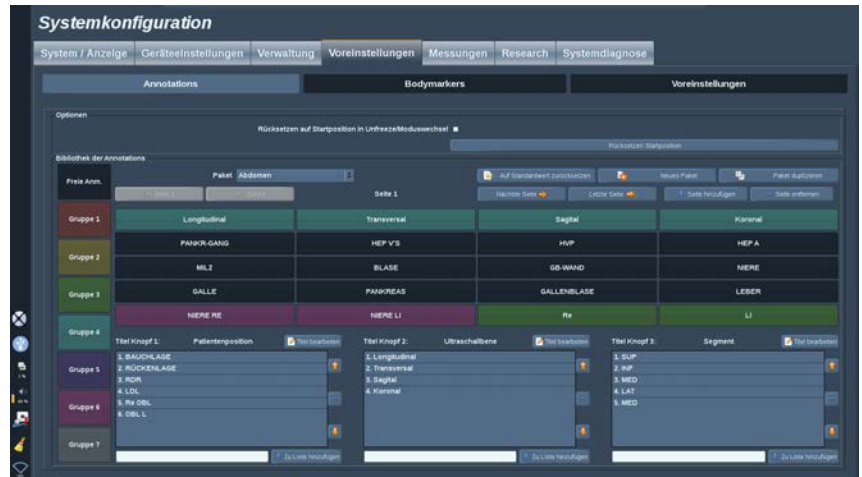 Systemkonfiguration
System / Anzeige Geräteeinstellungen Verwaltung Voreinstellungen Messungen Research Systemdiagnose
Annotations Bodymarkers Voreinstellungen
Optionen
Rücksetzen auf Startposition in Unfreeze/Moduswechsel
Rücksetzen Startposition
Bibliothek der Annotations
Freie Anm. Paket Abdomen Auf Standardwert zurücksetzen Neues Paket Paket duplizieren
Seite 1 Nächste Seite Letzte Seite Seite hinzufügen Seite entfernen
Gruppe 1 Longitudinal Transversal Sagital Koronal
PANKR-GANG HEP V'S HVP HEP A
Gruppe 2
MILZ BLASE GB-WAND NIERE
Gruppe 3 GALLE PANKREAS GALLENBLASE LEBER
NIERE RE NIERE LI Re LI
Gruppe 4
Titel Knopf 1: Patientenposition Titel bearbeiten Titel Knopf 2: Ultraschallbene Titel bearbeiten Titel Knopf 3: Segment Titel bearbeiten
1. BAUCHLAGE 1. Longitudinal 1. SUP
Gruppe 5 2. RÜCKENLAGE 2. Transversal 2. INP
3. RDR 3. Sagital 3. MED
4. LDL 4. Koronal 4. LAT
Gruppe 6 5. Re OBL 5. MED
6. OBL L
Gruppe 7
Zu Liste hinzufügen Zu Liste hinzufügen Zu Liste hinzufügen